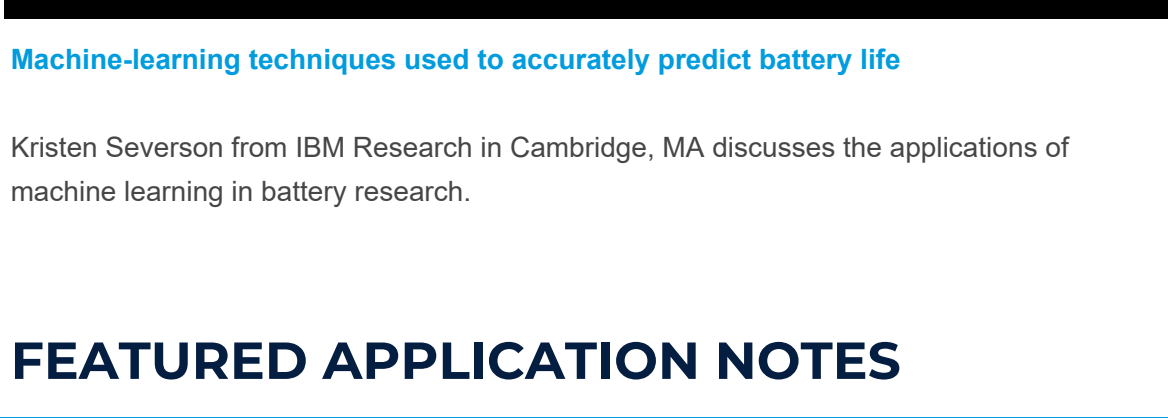 Machine-learning techniques used to accurately predict battery life
Kristen Severson from IBM Research in Cambridge, MA discusses the applications of
machine learning in battery research.
FEATURED APPLICATION NOTES